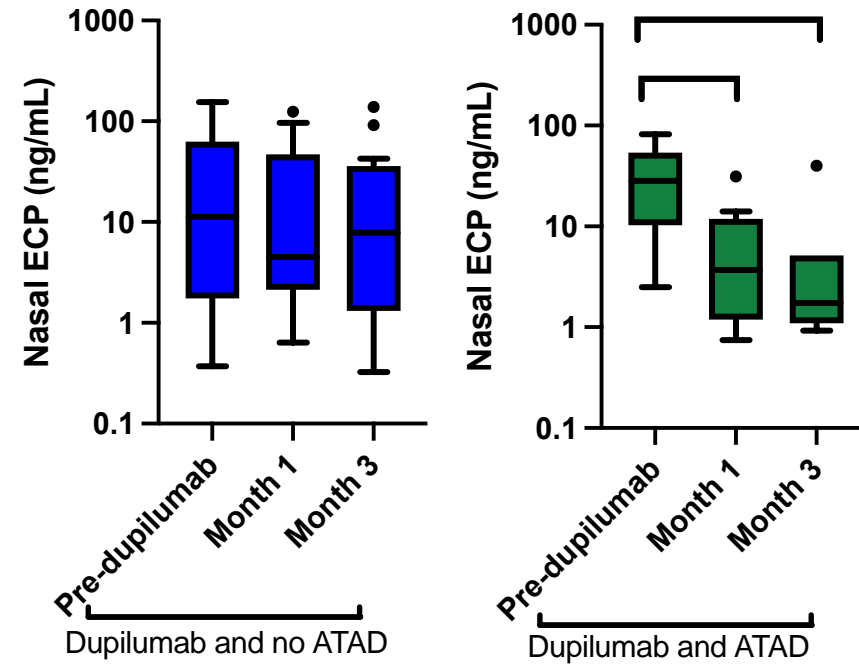 Nasal ECP (ng/mL)
1000
100
10
1
0.1
Pre-dupilumab
Month 1
Month 3
Dupilumab and no ATAD
Nasal ECP (ng/mL)
1000
100
10
1
0.1
Pre-dupilumab
Month 1
Month 3
Dupilumab and ATAD